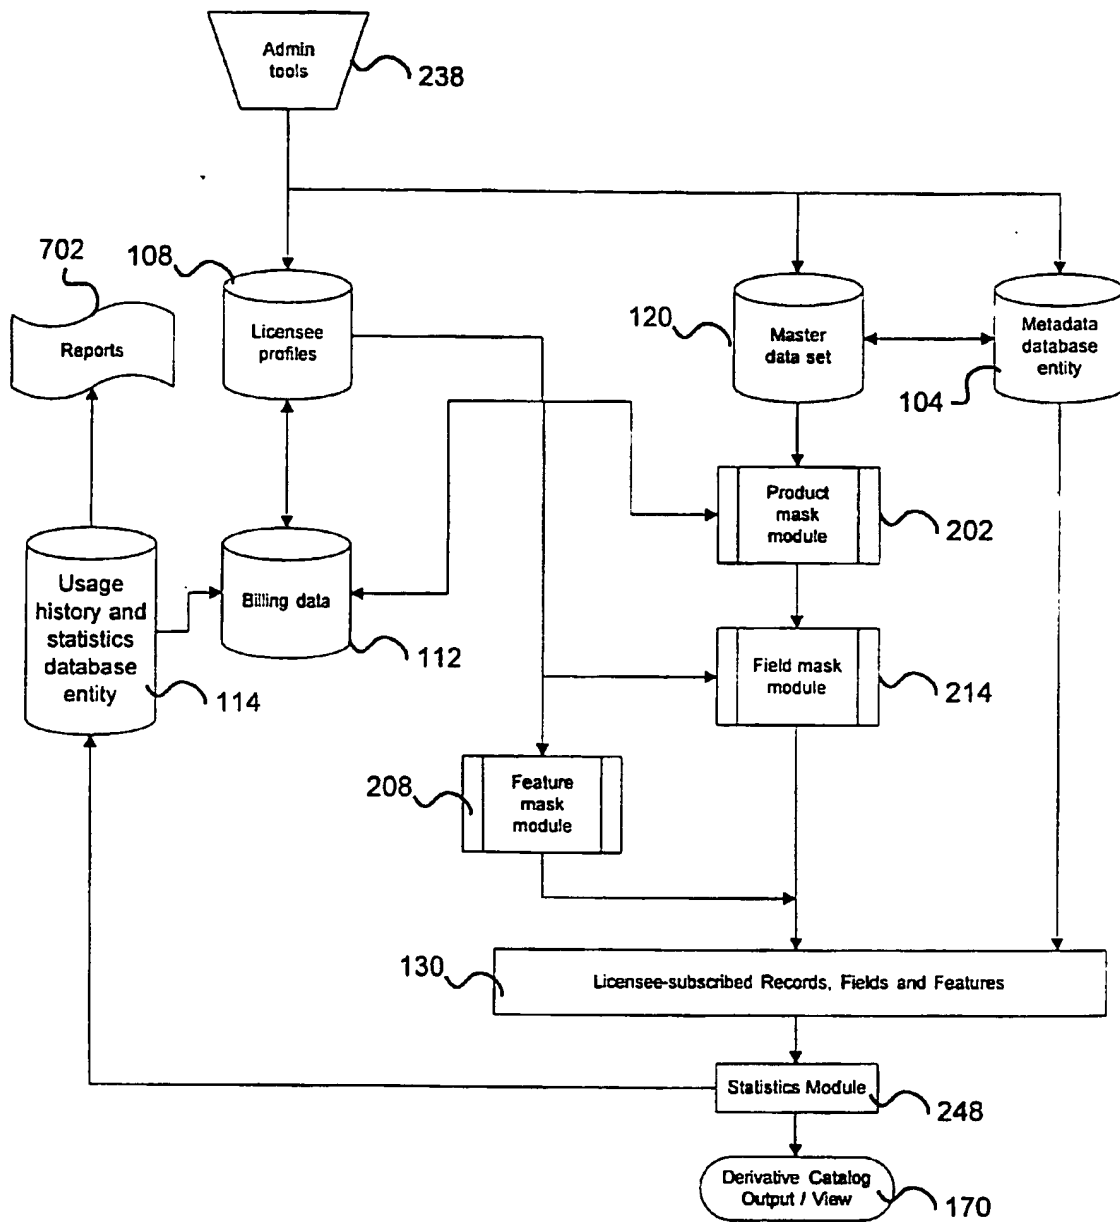 Admin
tools
238
702
108
Reports
Licensee
profiles
120
Master
data set
Metadata
database
entity
104
Product
mask
module
202
Usage
history and
statistics
database
entity
114
Billing data
112
Field mask
module
214
208
Feature
mask
module
130
Licensee-subscribed Records, Fields and Features
Statistics Module
248
Derivative Catalog
Output / View
170